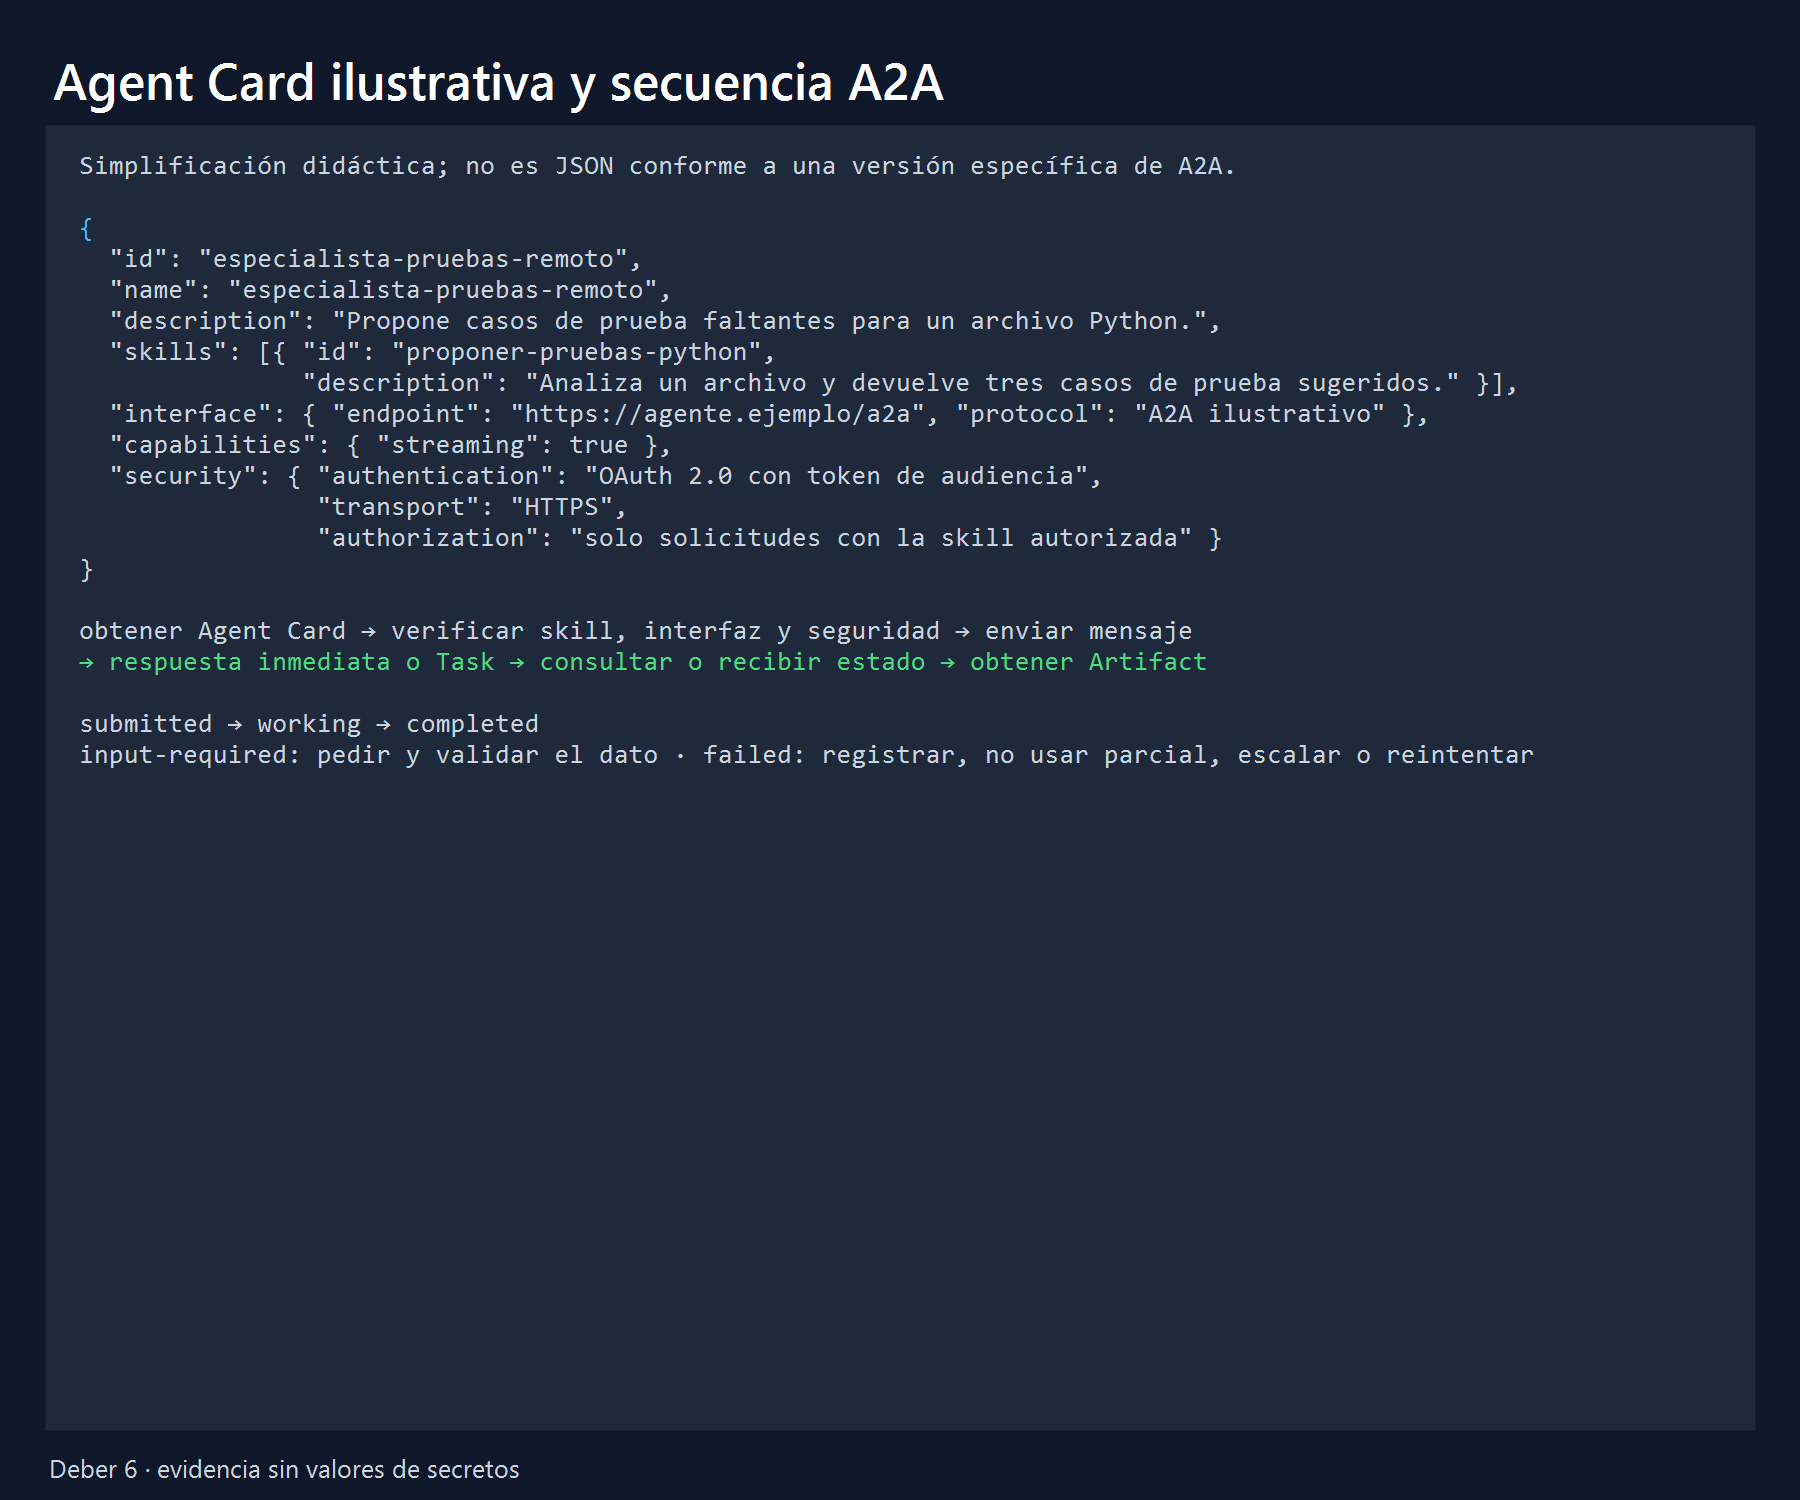 Agent Card ilustrativa y secuencia A2A
Simplificación didáctica; no es JSON conforme a una versión específica de A2A.
{
  "id": "especialista-pruebas-remoto",
  "name": "especialista-pruebas-remoto",
  "description": "Propone casos de prueba faltantes para un archivo Python.",
  "skills": [{ "id": "proponer-pruebas-python",
               "description": "Analiza un archivo y devuelve tres casos de prueba sugeridos." }],
  "interface": { "endpoint": "https://agente.ejemplo/a2a", "protocol": "A2A ilustrativo" },
  "capabilities": { "streaming": true },
  "security": { "authentication": "OAuth 2.0 con token de audiencia",
                "transport": "HTTPS",
                "authorization": "solo solicitudes con la skill autorizada" }
}
obtener Agent Card → verificar skill, interfaz y seguridad → enviar mensaje
→ respuesta inmediata o Task → consultar o recibir estado → obtener Artifact
submitted → working → completed
input-required: pedir y validar el dato · failed: registrar, no usar parcial, escalar o reintentar
Deber 6 · evidencia sin valores de secretos